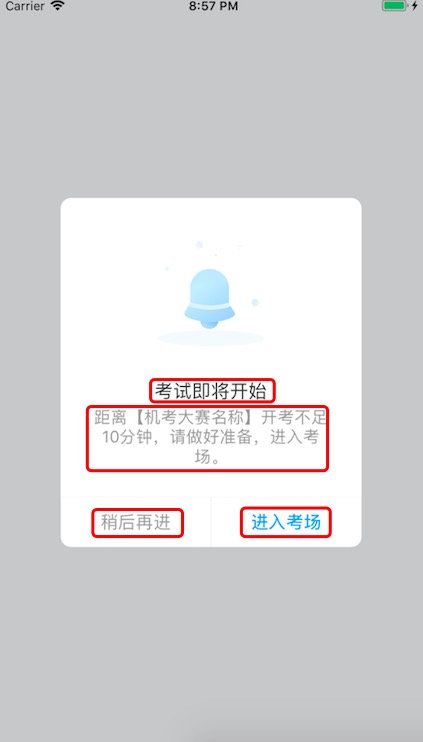 Carrier
8:57 PM
考试即将开始
距离【机考大赛名称】开考不足
10分钟，请做好准备，进入考
场。
稍后再进
进入考场